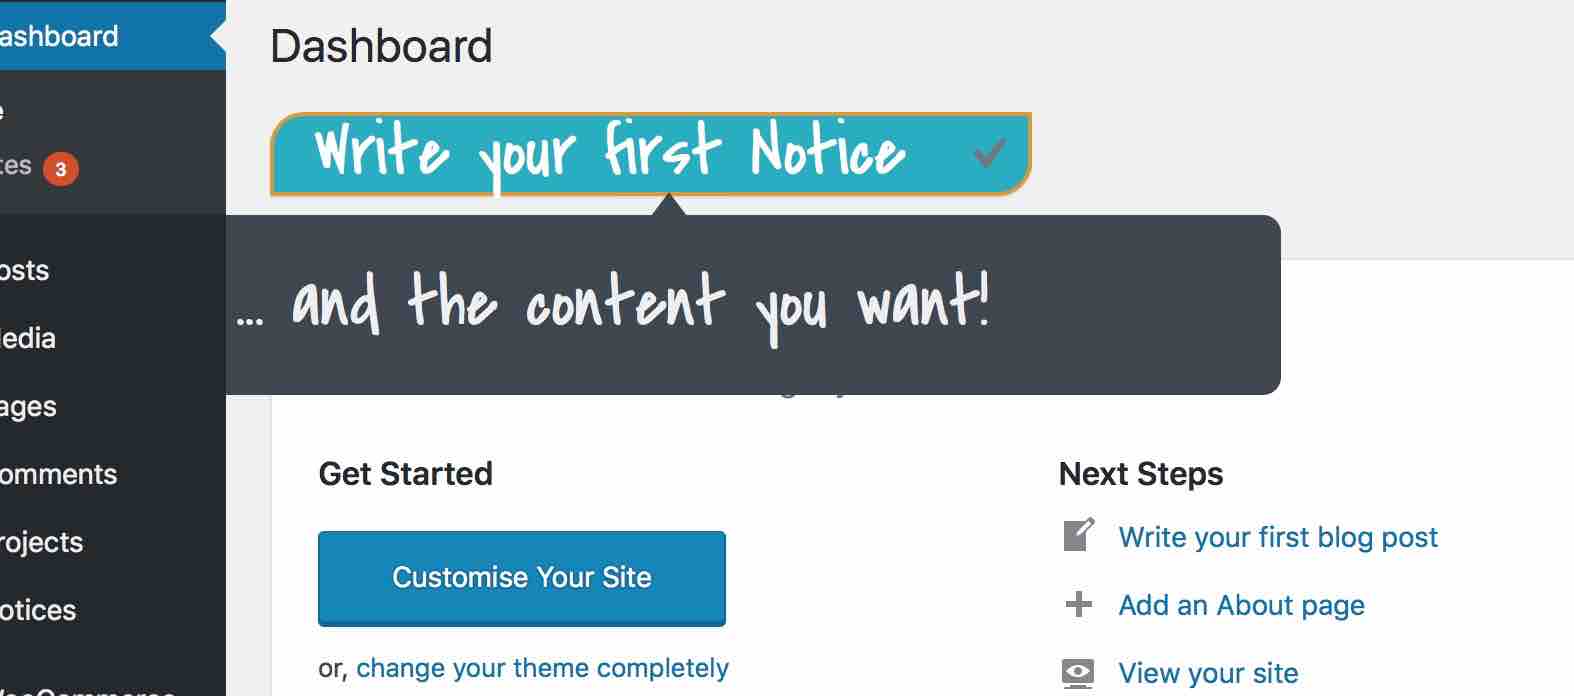 ashboard
Dashboard
Write your first Notice
tes 3
... and the content you want!
osts
edia
ages
omments
rojects
otices
Get Started
Customise Your Site
or, change your theme completely
Next Steps
Write your first blog post
Add an About page
View your site